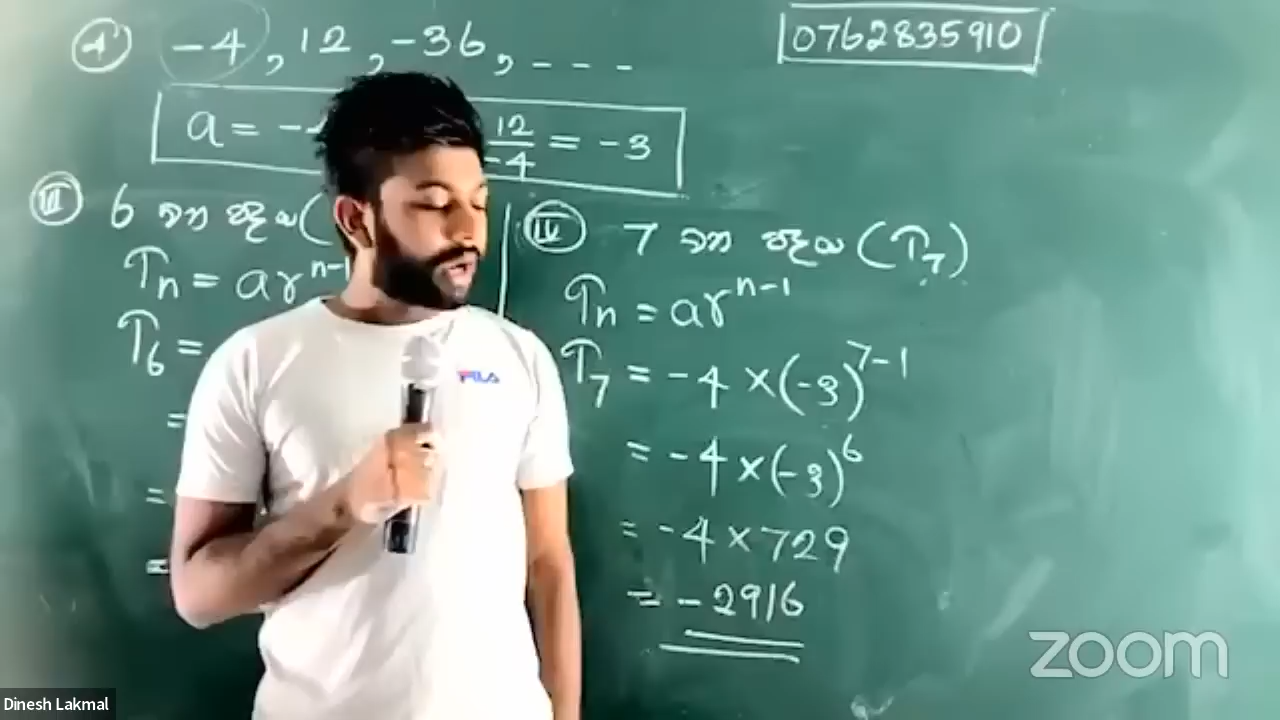 4) -4, 12, -36, - - -
0762835910
a = -4 12/-4 = -3
III 6 වන පදය (
Tn = ar^n-1
T6 =
=
=
=
IV 7 වන පදය (T7)
Tn = ar^n-1
T7 = -4 × (-3)^7-1
= -4 × (-3)^6
= -4 × 729
= -2916
FILA
zoom
Dinesh Lakmal